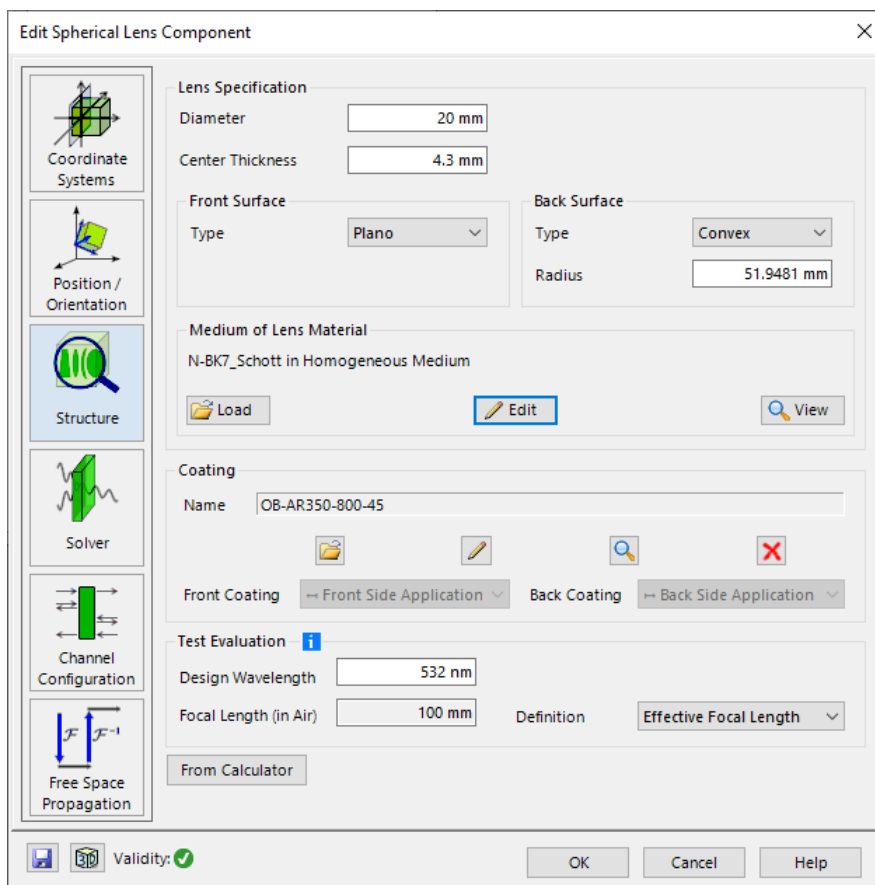 Edit Spherical Lens Component
Coordinate
Systems
Position /
Orientation
Structure
Solver
Channel
Configuration
F F⁻¹
Free Space
Propagation
Lens Specification
Diameter 20 mm
Center Thickness 4.3 mm
Front Surface
Type Plano
Back Surface
Type Convex
Radius 51.9481 mm
Medium of Lens Material
N-BK7_Schott in Homogeneous Medium
Load Edit View
Coating
Name OB-AR350-800-45
Front Coating Front Side Application Back Coating Back Side Application
Test Evaluation i
Design Wavelength 532 nm
Focal Length (in Air) 100 mm Definition Effective Focal Length
From Calculator
3D Validity: OK Cancel Help